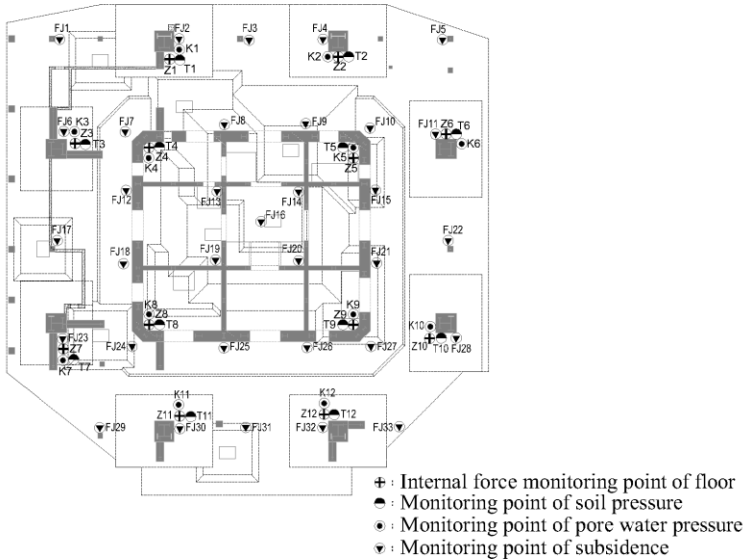 FJ1
FJ2
FJ3
FJ4
FJ5
K1
K2
Z1
T1
Z2
T2
FJ6
K3
Z3
T3
FJ7
FJ8
FJ9
FJ10
FJ11
Z6
T6
K6
T4
Z4
K4
T5
K5
Z5
FJ12
FJ13
FJ14
FJ15
FJ16
FJ17
FJ18
FJ19
FJ20
FJ21
FJ22
K8
Z8
T8
K9
Z9
T9
K10
Z10
T10
FJ28
FJ23
Z7
K7
T7
FJ24
FJ25
FJ26
FJ27
K11
Z11
T11
K12
Z12
T12
FJ29
FJ30
FJ31
FJ32
FJ33
: Internal force monitoring point of floor
: Monitoring point of soil pressure
: Monitoring point of pore water pressure
: Monitoring point of subsidence